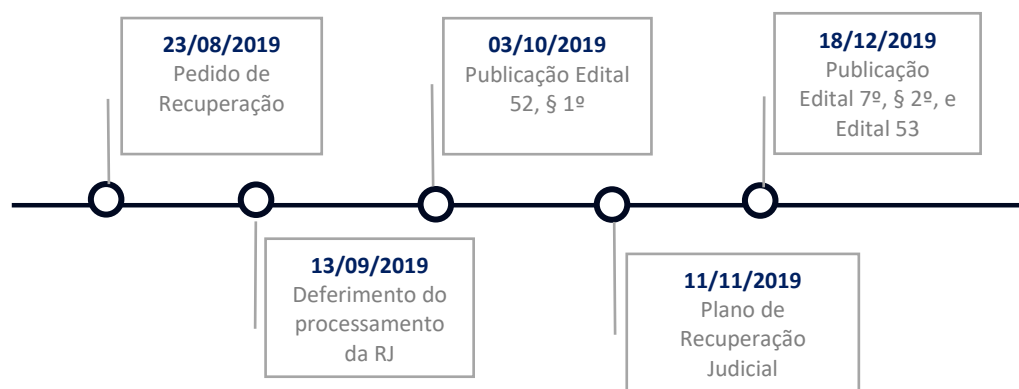 23/08/2019
Pedido de
Recuperação
03/10/2019
Publicação Edital
52, § 1º
18/12/2019
Publicação
Edital 7º, § 2º, e
Edital 53
13/09/2019
Deferimento do
processamento
da RJ
11/11/2019
Plano de
Recuperação
Judicial